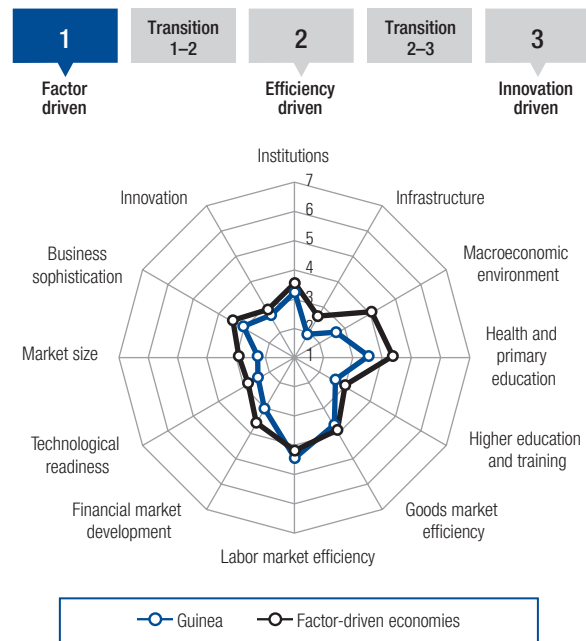 1
Transition
1–2
2
Transition
2–3
3
Factor
driven
Efficiency
driven
Innovation
driven
Institutions
Infrastructure
Macroeconomic
environment
Health and
primary
education
Higher education
and training
Goods market
efficiency
Labor market efficiency
Financial market
development
Technological
readiness
Market size
Business
sophistication
Innovation
7
6
5
4
3
2
1
Guinea
Factor-driven economies